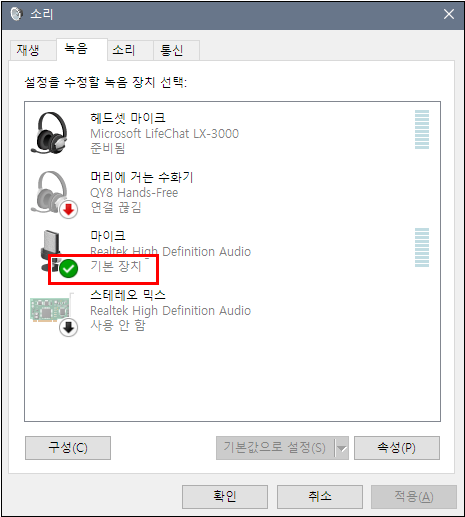 소리
재생 녹음 소리 통신
설정을 수정할 녹음 장치 선택:
헤드셋 마이크
Microsoft LifeChat LX-3000
준비됨
머리에 거는 수화기
QY8 Hands-Free
연결 끊김
마이크
Realtek High Definition Audio
기본 장치
스테레오 믹스
Realtek High Definition Audio
사용 안 함
구성(C) 기본값으로 설정(S) 속성(P)
확인 취소 적용(A)